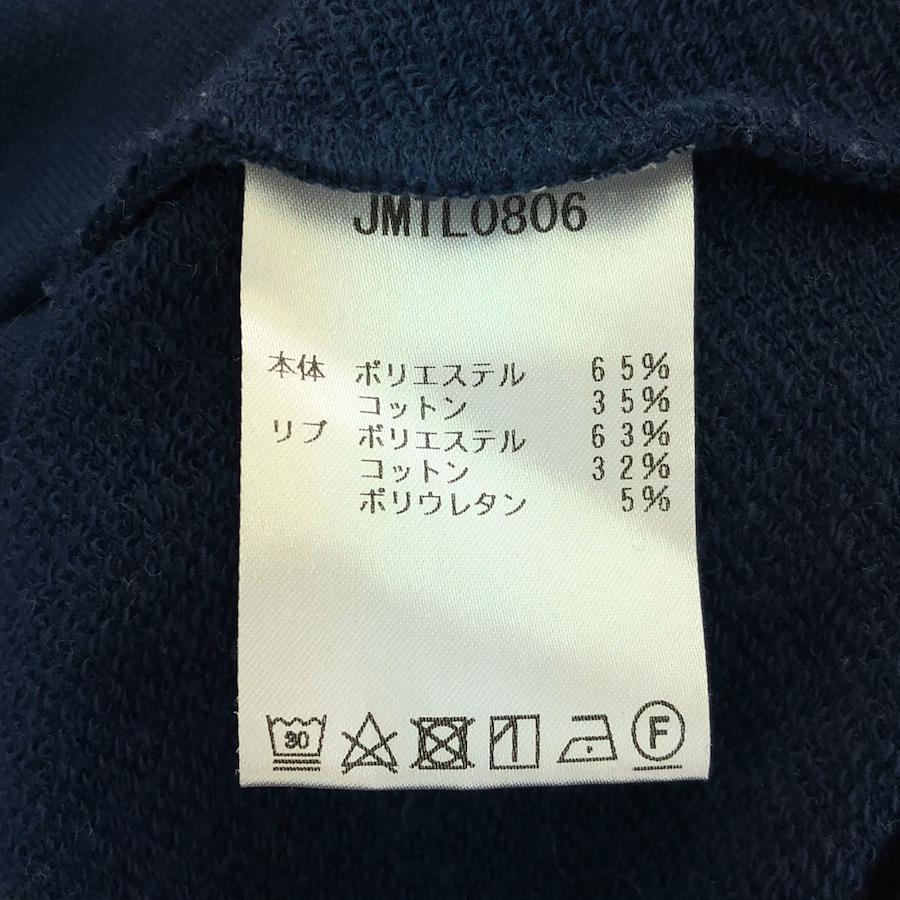 JMTL0806
本体 ポリエステル 65%
コットン 35%
リブ ポリエステル 63%
コットン 32%
ポリウレタン 5%
30 F